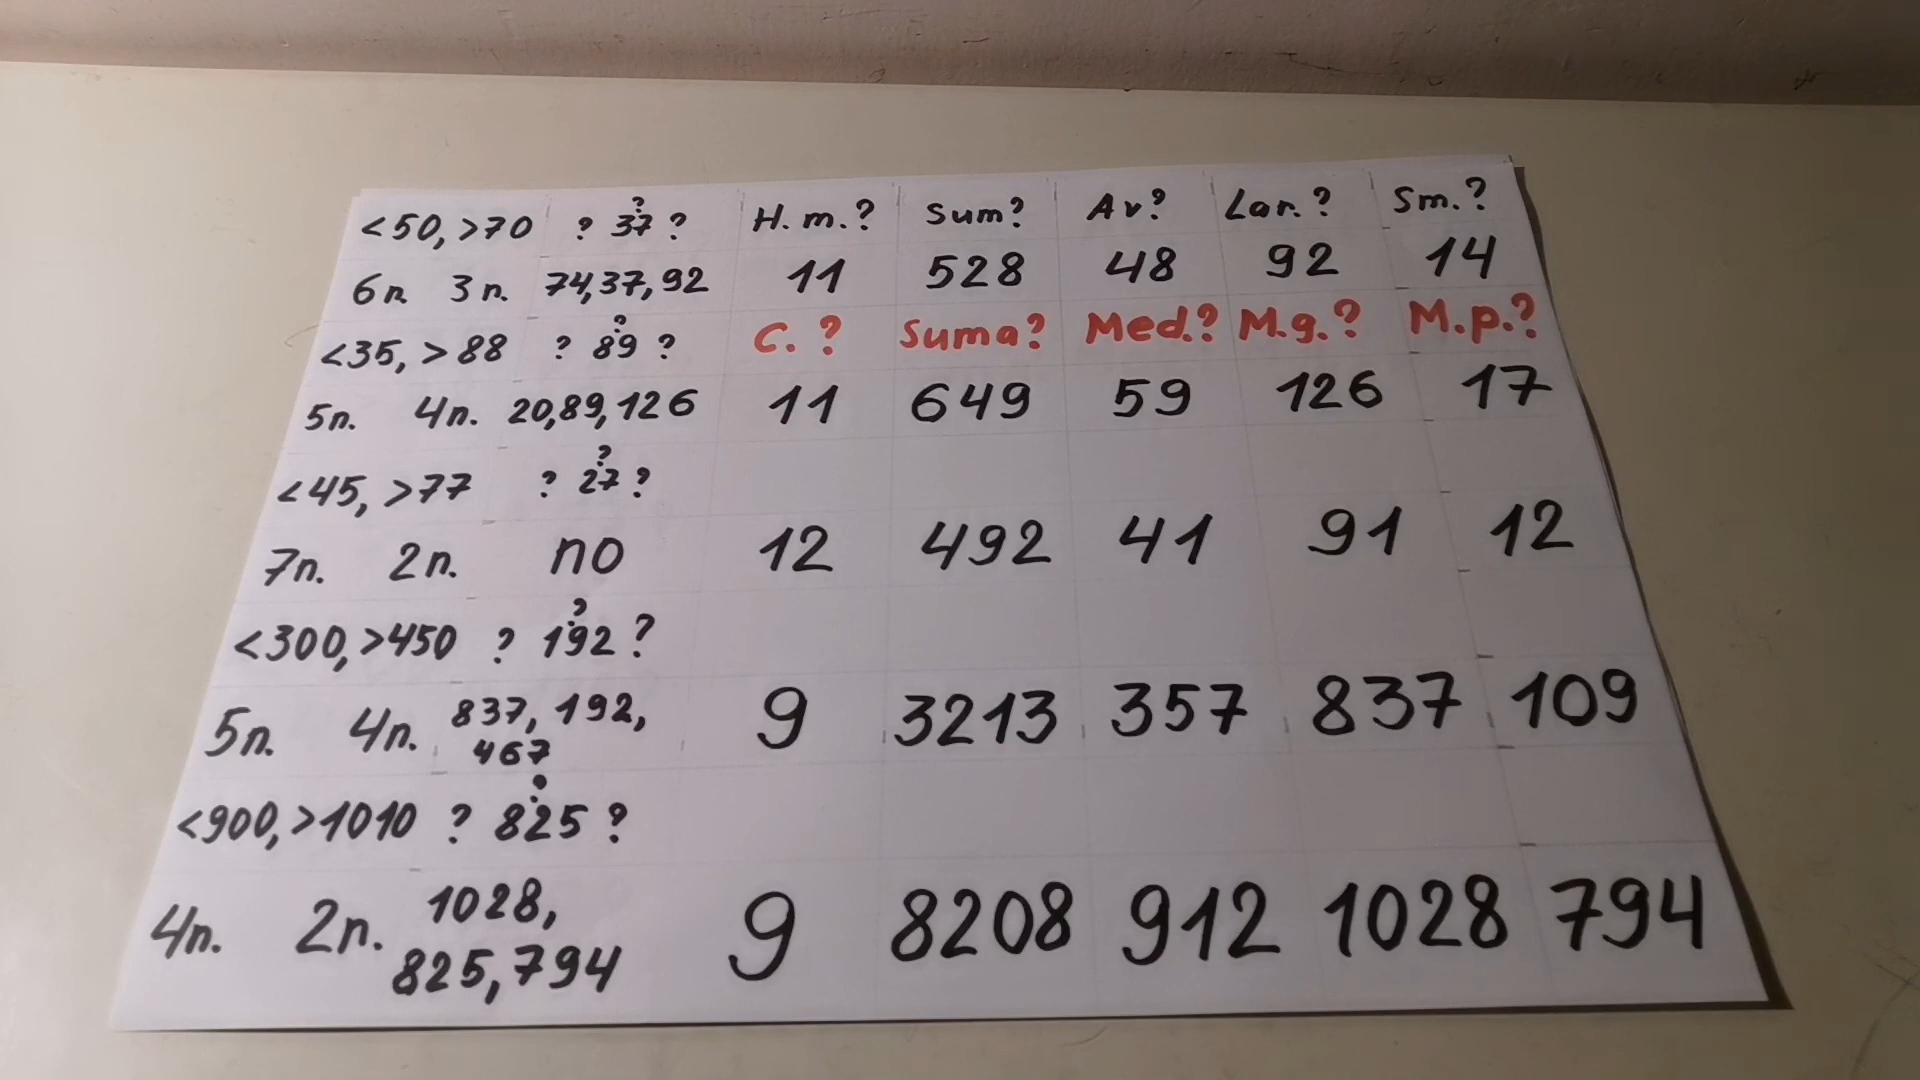 <50, >70 ? 37 ? ? H. m.? Sum? Av? Lar.? Sm.?
6n. 3n. 74,37,92 11 528 48 92 14
<35, >88 ? 89 ? ? C. ? Suma? Med.? M.g.? M.p.?
5n. 4n. 20,89,126 11 649 59 126 17
<45, >77 ? 27 ? ?
7n. 2n. no 12 492 41 91 12
<300, >450 ? 192 ? ?
5n. 4n. 837, 192, 9 3213 357 837 109
467
<900, >1010 ? 825 ? ?
4n. 2n. 1028, 9 8208 912 1028 794
825, 794